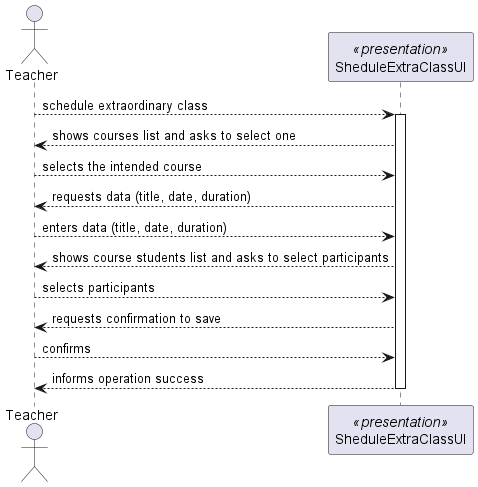 Teacher
«presentation»
SheduleExtraClassUI
schedule extraordinary class
shows courses list and asks to select one
selects the intended course
requests data (title, date, duration)
enters data (title, date, duration)
shows course students list and asks to select participants
selects participants
requests confirmation to save
confirms
informs operation success
Teacher
«presentation»
SheduleExtraClassUI